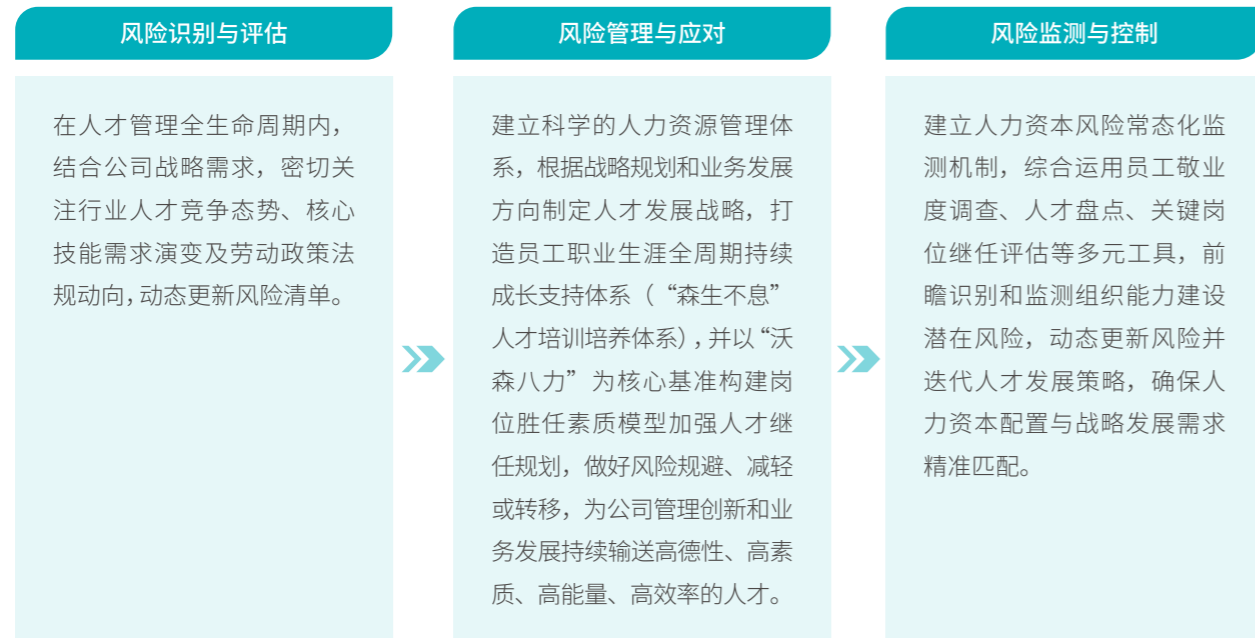 风险识别与评估
在人才管理全生命周期内，
结合公司战略需求，密切关
注行业人才竞争态势、核心
技能需求演变及劳动政策法
规动向，动态更新风险清单。
风险管理与应对
建立科学的人力资源管理体
系，根据战略规划和业务发展
方向制定人才发展战略，打
造员工职业生涯全周期持续
成长支持体系（“森生不息”
人才培训培养体系），并以“沃
森八力”为核心基准构建岗
位胜任素质模型加强人才继
任规划，做好风险规避、减轻
或转移，为公司管理创新和业
务发展持续输送高德性、高素
质、高能量、高效率的人才。
风险监测与控制
建立人力资本风险常态化监
测机制，综合运用员工敬业
度调查、人才盘点、关键岗
位继任评估等多元工具，前
瞻识别和监测组织能力建设
潜在风险，动态更新风险并
迭代人才发展策略，确保人
力资本配置与战略发展需求
精准匹配。